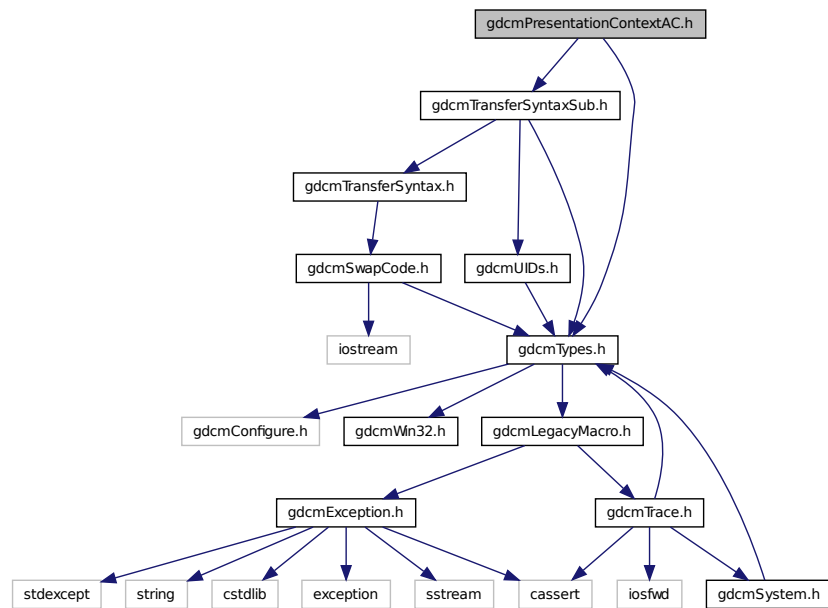 gdcmPresentationContextAC.h
gdcmTransferSyntaxSub.h
gdcmTransferSyntax.h
gdcmSwapCode.h
gdcmUIDs.h
iostream
gdcmTypes.h
gdcmConfigure.h
gdcmWin32.h
gdcmLegacyMacro.h
gdcmException.h
gdcmTrace.h
stdexcept
string
cstdlib
exception
sstream
cassert
iosfwd
gdcmSystem.h